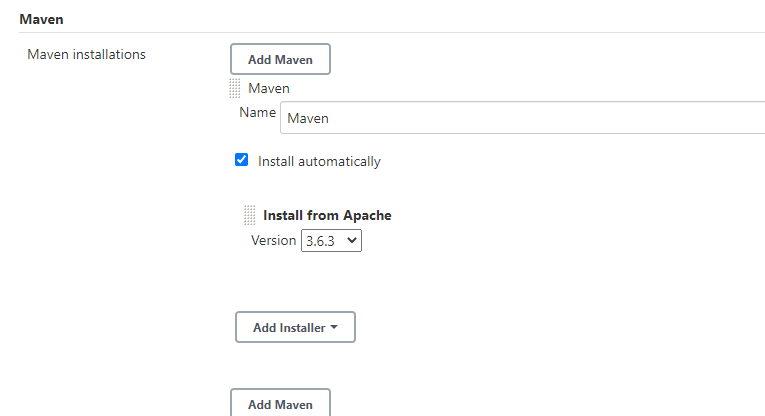 Maven
Maven installations
Add Maven
Maven
Name
Maven
Install automatically
Install from Apache
Version 3.6.3
Add Installer
Add Maven